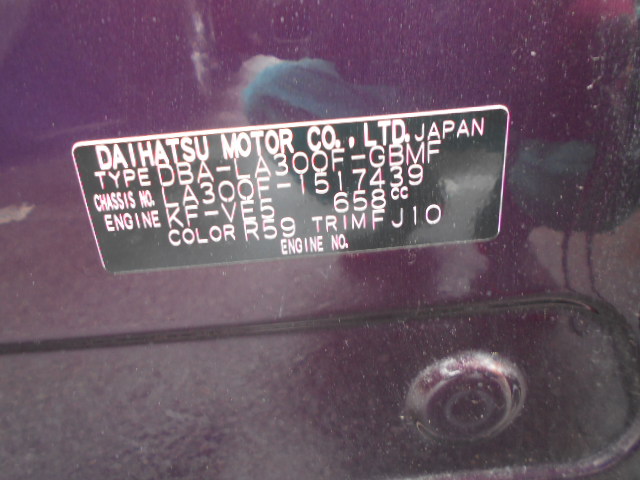 DAIHATSU MOTOR CO., LTD. JAPAN
TYPE DBA-LA300F-GBMF
CHASSIS NO. LA300F-1517439
ENGINE KF-VE5 658cc
COLOR R59 TRIM FJ10
ENGINE NO.